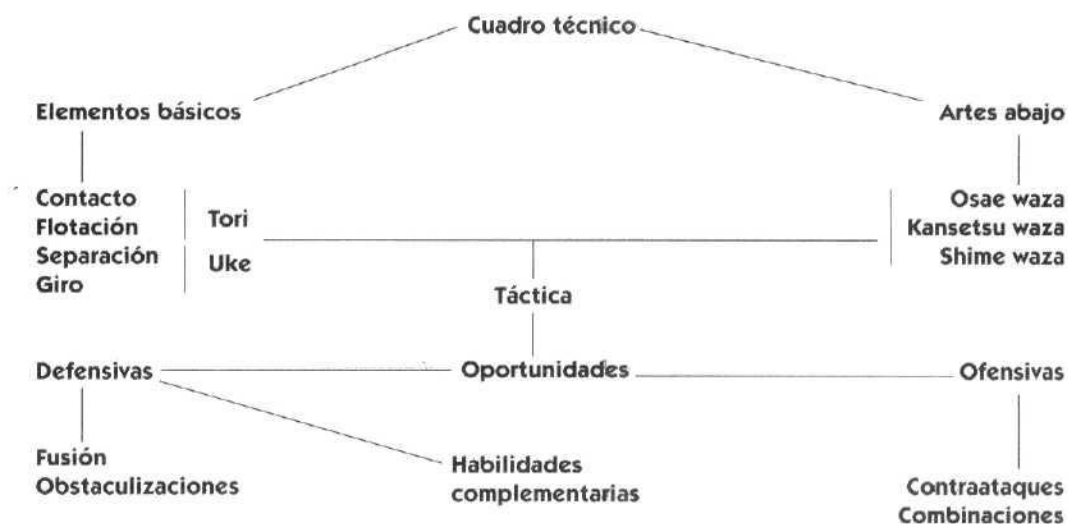 Cuadro técnico
Elementos básicos
Artes abajo
Contacto
Flotación
Separación
Giro
Tori
Uke
Osae waza
Kansetsu waza
Shime waza
Táctica
Defensivas
Oportunidades
Ofensivas
Fusión
Obstaculizaciones
Habilidades
complementarias
Contraataques
Combinaciones